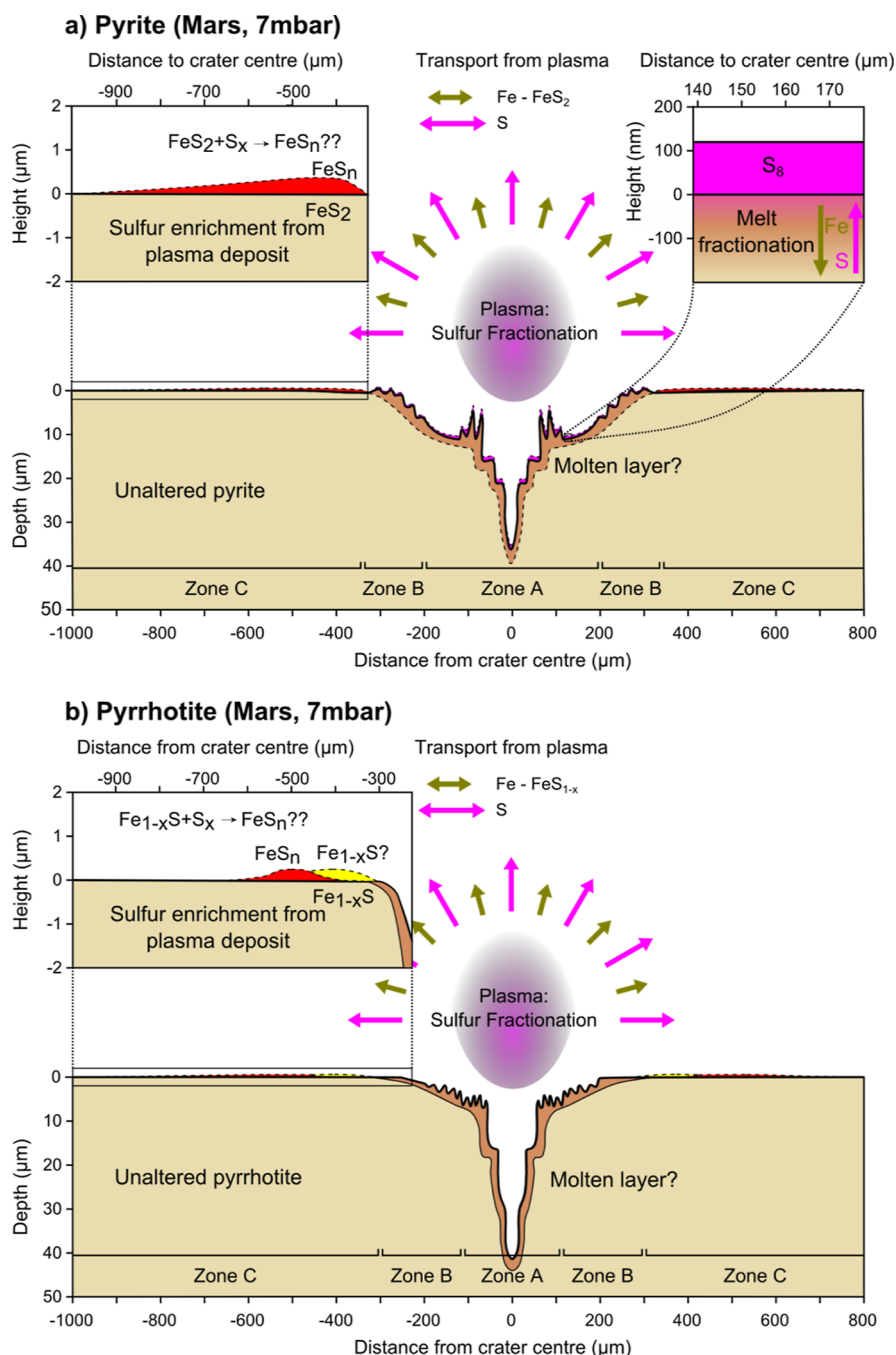 a) Pyrite (Mars, 7mbar)
Distance to crater centre (µm)
-900 -700 -500
Transport from plasma
Fe - FeS₂
S
Distance to crater centre (µm)
140 150 160 170
Height (µm)
2
1
0
-1
-2
FeS₂+Sₓ → FeSₙ??
FeSₙ
FeS₂
Sulfur enrichment from
plasma deposit
Height (nm)
200
100
0
-100
S₈
Melt
fractionation
Fe
S
Plasma:
Sulfur Fractionation
Depth (µm)
0
10
20
30
40
50
Unaltered pyrite
Molten layer?
Zone C Zone B Zone A Zone B Zone C
-1000 -800 -600 -400 -200 0 200 400 600 800
Distance from crater centre (µm)
b) Pyrrhotite (Mars, 7mbar)
Distance from crater centre (µm)
-900 -700 -500 -300
Transport from plasma
Fe - FeS₁₋ₓ
S
Height (µm)
2
1
0
-1
-2
Fe₁₋ₓS+Sₓ → FeSₙ??
FeSₙ Fe₁₋ₓS?
Fe₁₋ₓS
Sulfur enrichment from
plasma deposit
Plasma:
Sulfur Fractionation
Depth (µm)
0
10
20
30
40
50
Unaltered pyrrhotite
Molten layer?
Zone C Zone B Zone A Zone B Zone C
-1000 -800 -600 -400 -200 0 200 400 600 800
Distance from crater centre (µm)